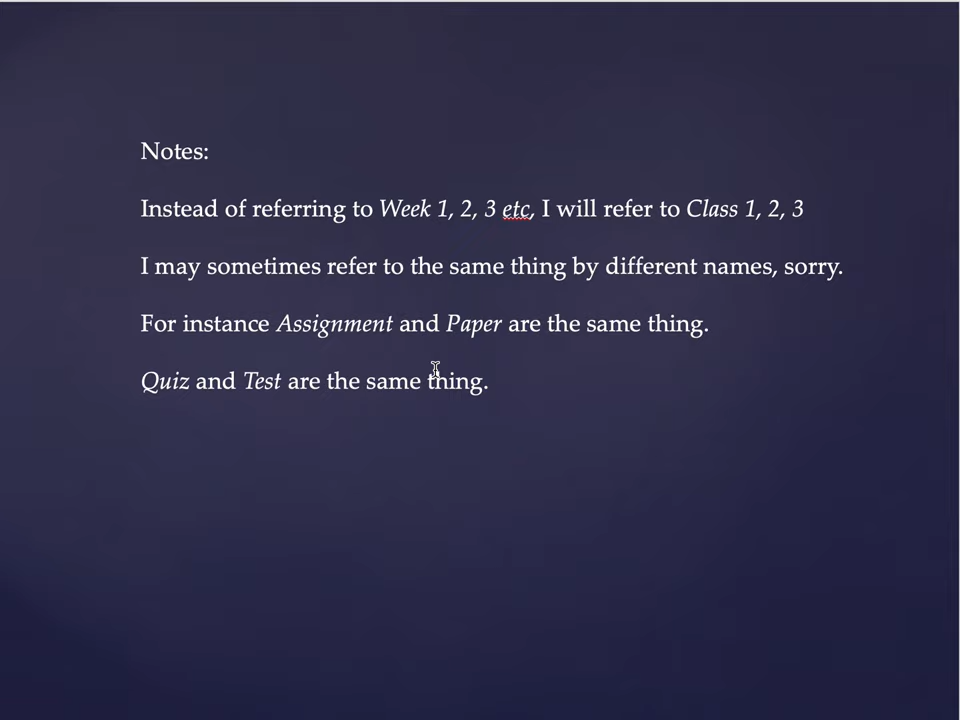 Notes:
Instead of referring to Week 1, 2, 3 etc, I will refer to Class 1, 2, 3
I may sometimes refer to the same thing by different names, sorry.
For instance Assignment and Paper are the same thing.
Quiz and Test are the same thing.